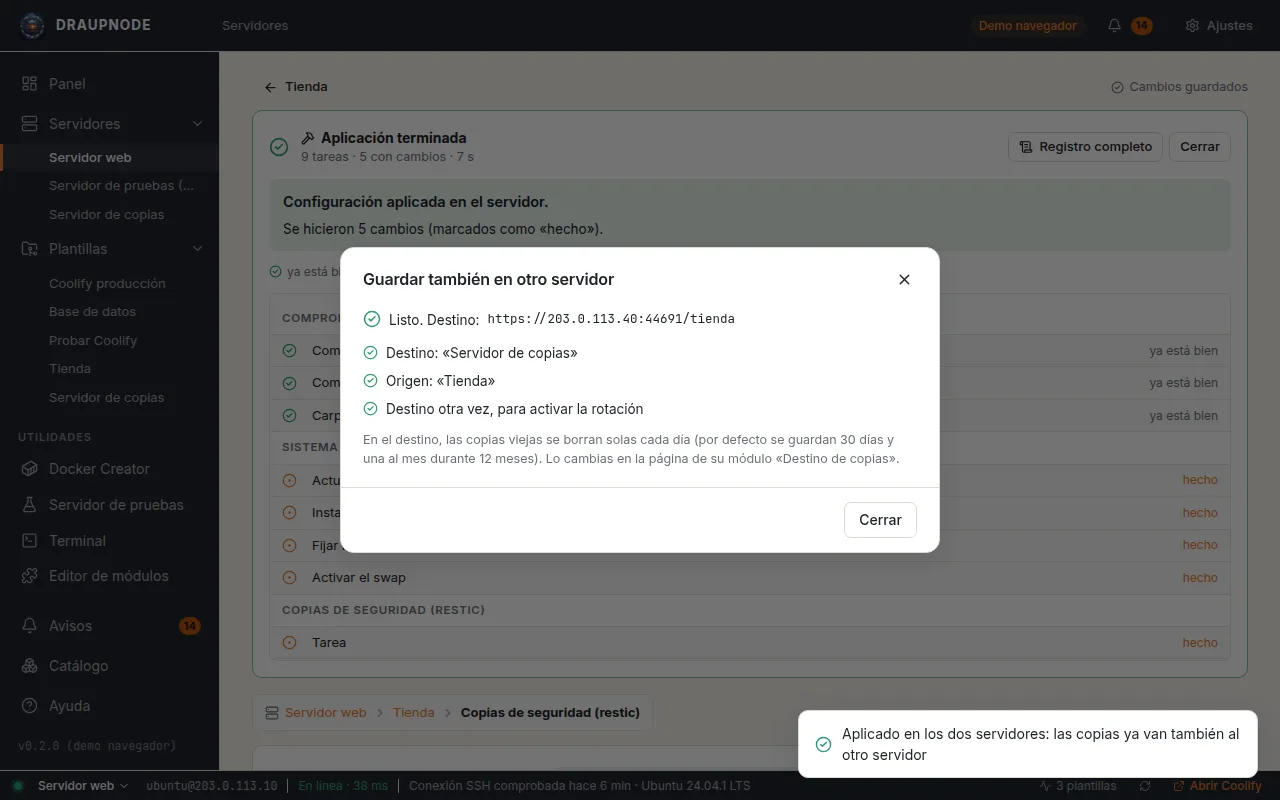 DRAUPNODE
Servidores
Demo navegador
14
Ajustes
Panel
Servidores
Servidor web
Servidor de pruebas (...
Servidor de copias
Plantillas
Coolify producción
Base de datos
Probar Coolify
Tienda
Servidor de copias
UTILIDADES
Docker Creator
Servidor de pruebas
Terminal
Editor de módulos
Avisos
14
Catálogo
Ayuda
v0.2.0 (demo navegador)
Tienda
Cambios guardados
Aplicación terminada
9 tareas · 5 con cambios · 7 s
Registro completo
Cerrar
Configuración aplicada en el servidor.
Se hicieron 5 cambios (marcados como «hecho»).
ya está
ya está bien
ya está bien
ya está bien
SISTEMA
hecho
hecho
Fijar
hecho
Activar el swap
hecho
COPIAS DE SEGURIDAD (RESTIC)
Tarea
hecho
Guardar también en otro servidor
Listo. Destino: https://203.0.113.40:44691/tienda
Destino: «Servidor de copias»
Origen: «Tienda»
Destino otra vez, para activar la rotación
En el destino, las copias viejas se borran solas cada día (por defecto se guardan 30 días y
una al mes durante 12 meses). Lo cambias en la página de su módulo «Destino de copias».
Cerrar
Servidor web > Tienda > Copias de seguridad (restic)
Aplicado en los dos servidores: las copias ya van también al
otro servidor
Servidor web
ubuntu@203.0.113.10
En línea · 38 ms
Conexión SSH comprobada hace 6 min · Ubuntu 24.04.1 LTS
3 plantillas
Abrir Coolify